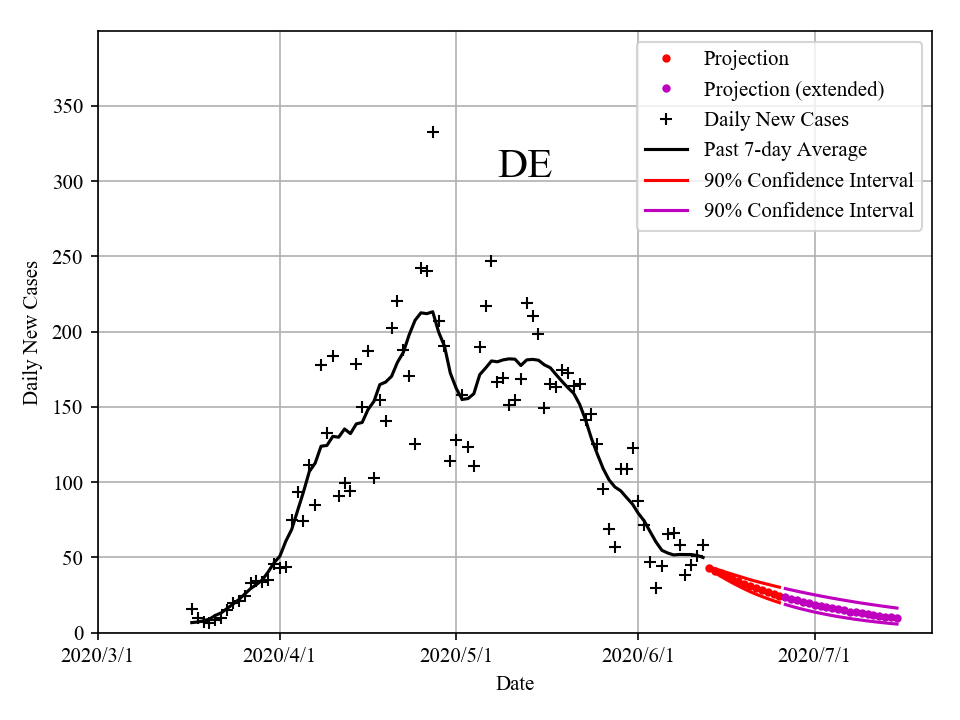 350
300
250
200
150
100
50
0
Daily New Cases
DE
Projection
Projection (extended)
Daily New Cases
Past 7-day Average
90% Confidence Interval
90% Confidence Interval
2020/3/1 2020/4/1 2020/5/1 2020/6/1 2020/7/1
Date